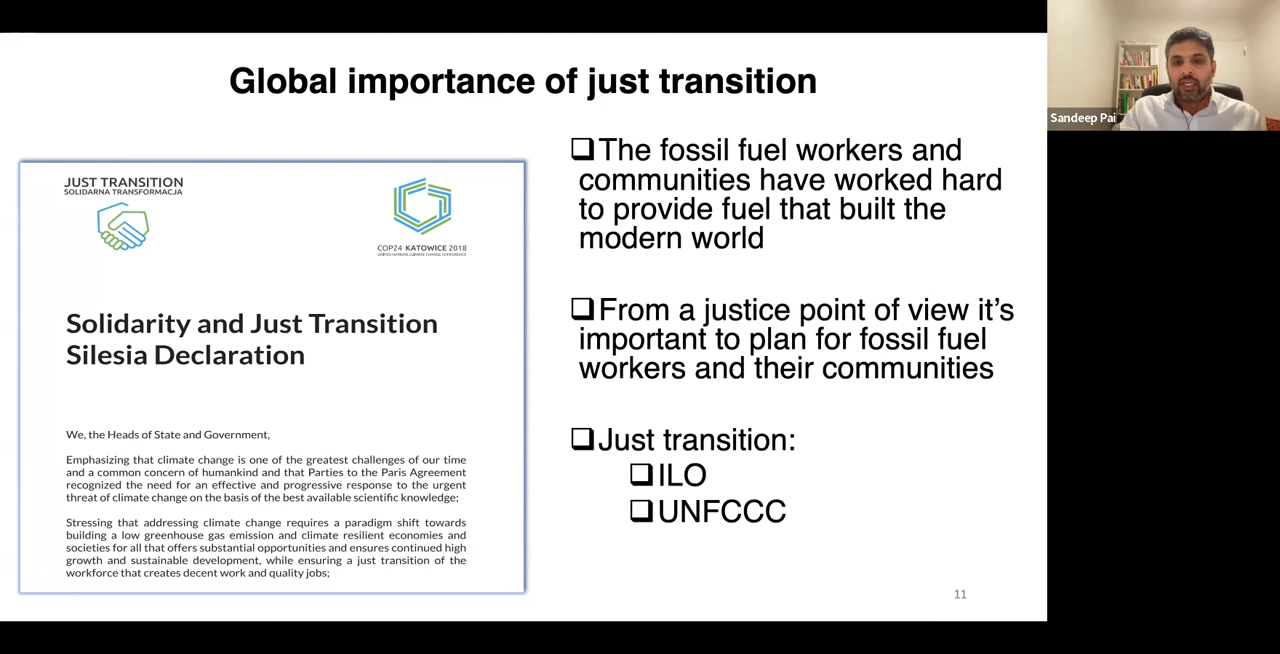 Global importance of just transition
JUST TRANSITION
SOLIDARNA TRANSFORMACJA
COP24·KATOWICE 2018
UNITED NATIONS CLIMATE CHANGE CONFERENCE
Solidarity and Just Transition
Silesia Declaration
We, the Heads of State and Government,
Emphasizing that climate change is one of the greatest challenges of our time
and a common concern of humankind and that Parties to the Paris Agreement
recognized the need for an effective and progressive response to the urgent
threat of climate change on the basis of the best available scientific knowledge;
Stressing that addressing climate change requires a paradigm shift towards
building a low greenhouse gas emission and climate resilient economies and
societies for all that offers substantial opportunities and ensures continued high
growth and sustainable development, while ensuring a just transition of the
workforce that creates decent work and quality jobs;
❑The fossil fuel workers and
communities have worked hard
to provide fuel that built the
modern world
❑From a justice point of view it’s
important to plan for fossil fuel
workers and their communities
❑Just transition:
❑ILO
❑UNFCCC
11
Sandeep Pai